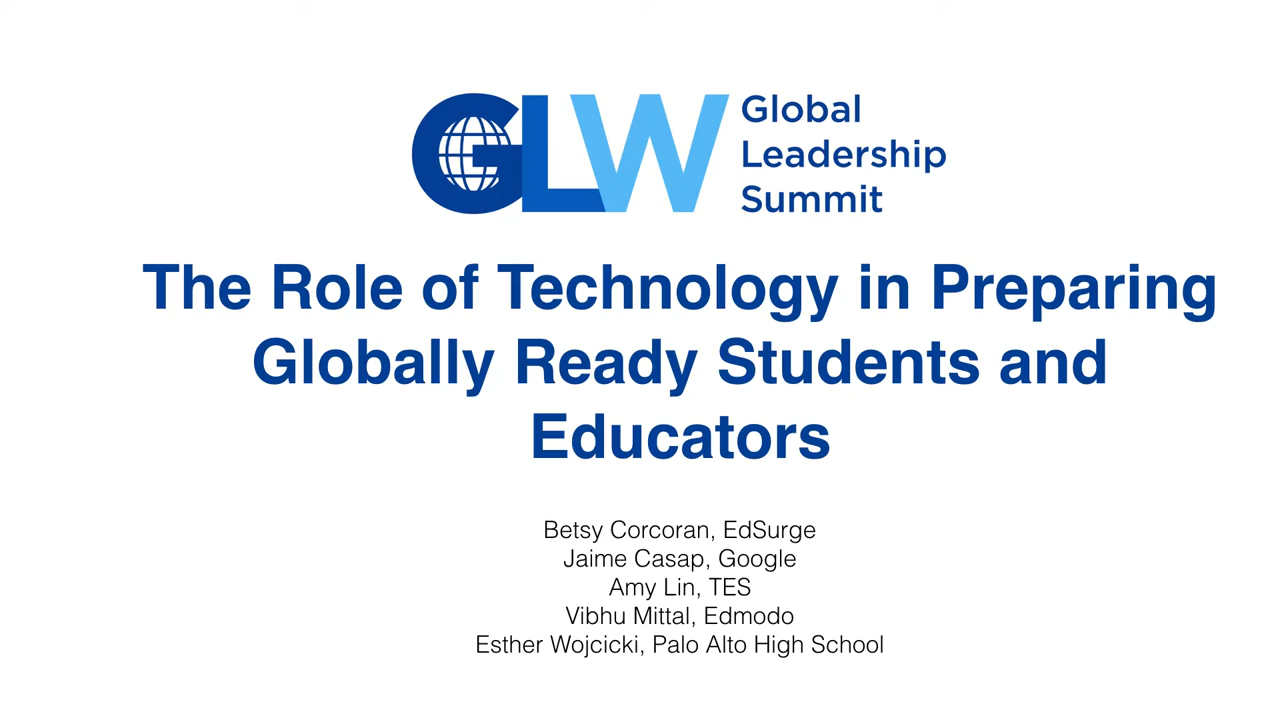 GLW
Global
Leadership
Summit
The Role of Technology in Preparing
Globally Ready Students and
Educators
Betsy Corcoran, EdSurge
Jaime Casap, Google
Amy Lin, TES
Vibhu Mittal, Edmodo
Esther Wojcicki, Palo Alto High School